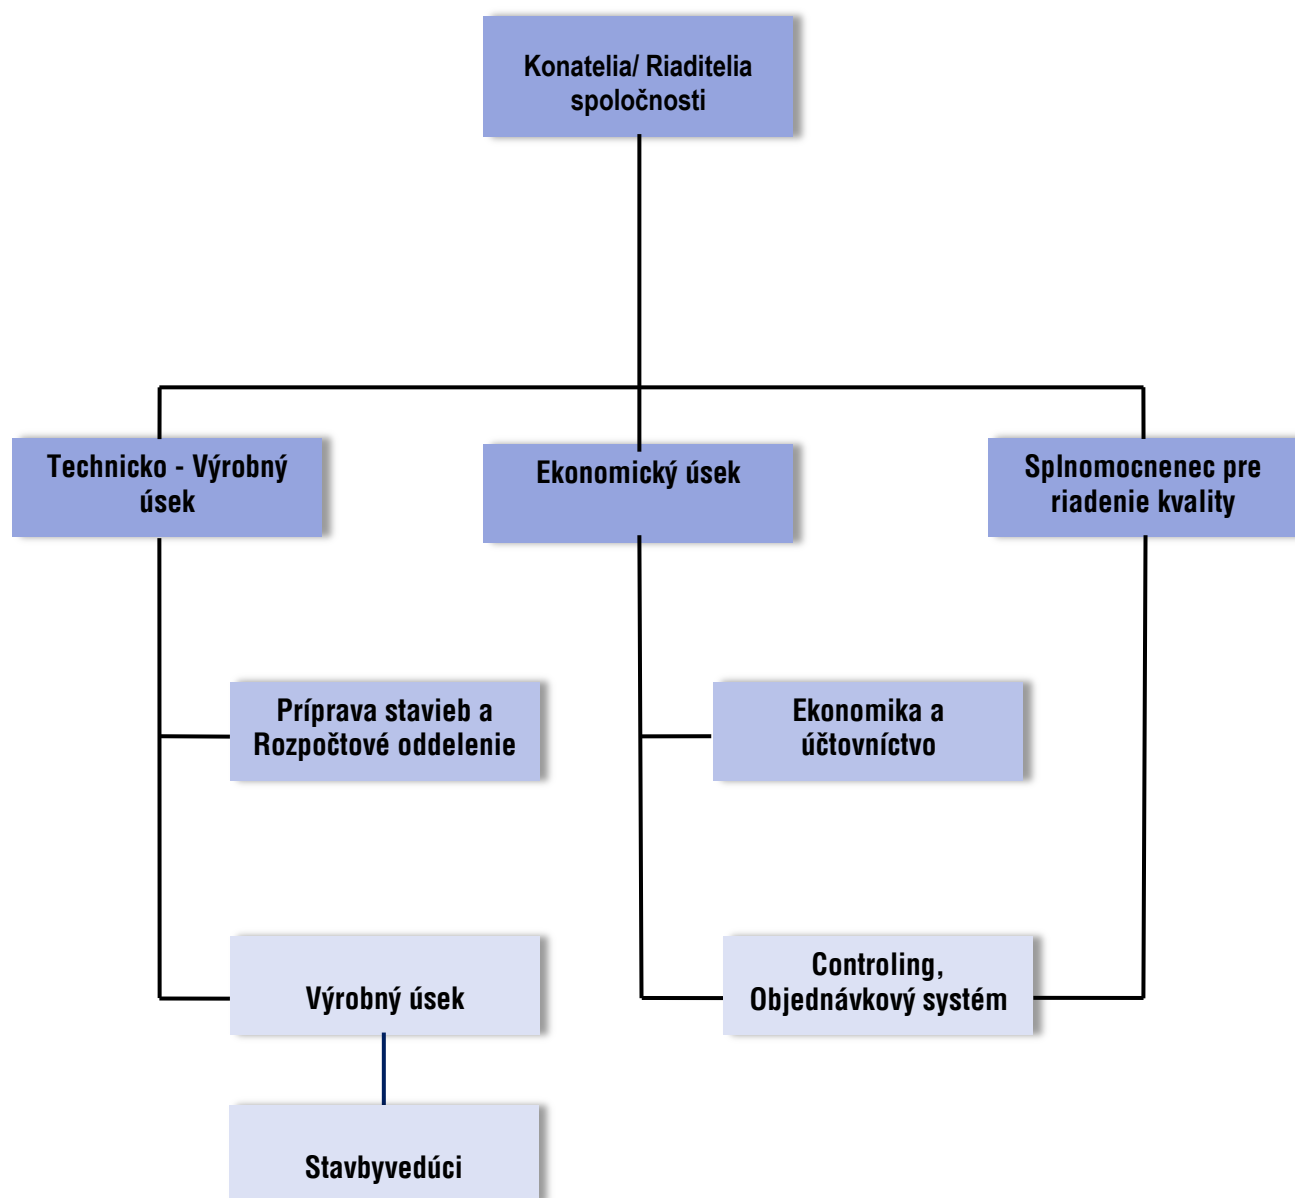 Konatelia/ Riaditelia
spoločnosti
Technicko - Výrobný
úsek
Ekonomický úsek
Splnomocnenec pre
riadenie kvality
Príprava stavieb a
Rozpočtové oddelenie
Ekonomika a
účtovníctvo
Výrobný úsek
Controling,
Objednávkový systém
Stavbyvedúci